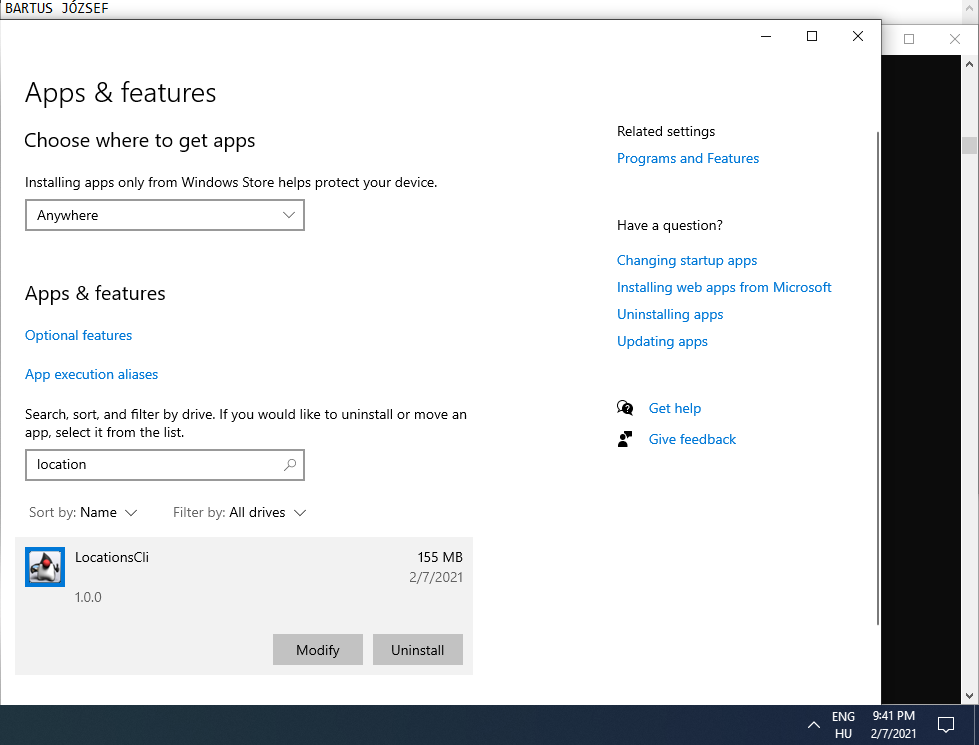 BARTUS JÓZSEF
Apps & features
Choose where to get apps
Installing apps only from Windows Store helps protect your device.
Anywhere
Apps & features
Optional features
App execution aliases
Search, sort, and filter by drive. If you would like to uninstall or move an
app, select it from the list.
location
Sort by: Name
Filter by: All drives
LocationsCli
155 MB
2/7/2021
1.0.0
Modify
Uninstall
Related settings
Programs and Features
Have a question?
Changing startup apps
Installing web apps from Microsoft
Uninstalling apps
Updating apps
Get help
Give feedback
ENG
HU
9:41 PM
2/7/2021